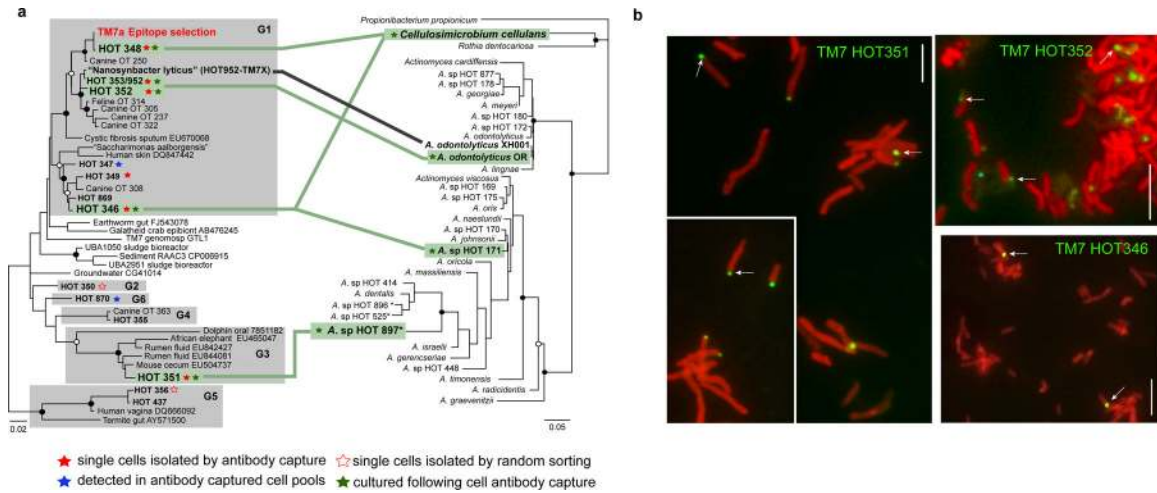 a
TM7a Epitope selection
G1
HOT 348
Canine OT 250
"Nanosynbacter lyticus" (HOT952-TM7X)
HOT 353/952
HOT 352
Feline OT 314
Canine OT 305
Canine OT 237
Canine OT 322
Cystic fibrosis sputum EU670068
"Saccharimonas aalborgensis"
Human skin DQ847442
HOT 347
HOT 349
Canine OT 308
HOT 869
HOT 346
Earthworm gut FJ543078
Galatheid crab epibiont AB476245
TM7 genomosp GTL1
UBA1050 sludge bioreactor
Sediment RAAC3 CP006915
UBA2951 sludge bioreactor
Groundwater CG41014
HOT 350
G2
HOT 870
G6
Canine OT 363
HOT 355
G4
Dolphin oral 7851182
African elephant EU465047
Rumen fluid EU842427
Rumen fluid EU844081
Mouse cecum EU504737
G3
HOT 351
HOT 356
HOT 437
G5
Human vagina DQ666092
Termite gut AY571500
0.02
Propionibacterium propionicum
Cellulosimicrobium cellulans
Rothia dentocariosa
Actinomyces cardiffensis
A. sp HOT 877
A. sp HOT 178
A. georgiae
A. meyeri
A. sp HOT 180
A. sp HOT 172
A. odontolyticus
A. odontolyticus XH001
A. odontolyticus OR
A. lingnae
Actinomyces viscosus
A. sp HOT 169
A. sp HOT 175
A. oris
A. naeslundii
A. sp HOT 170
A. johnsonii
A. sp HOT 171
A. oricola
A. massiliensis
A. sp HOT 414
A. dentalis
A. sp HOT 896 *
A. sp HOT 525*
A. sp HOT 897*
A. israelii
A. gerencseriae
A. sp HOT 448
A. timonensis
A. radicidentis
A. graevenitzii
0.05
single cells isolated by antibody capture
single cells isolated by random sorting
detected in antibody captured cell pools
cultured following cell antibody capture
b
TM7 HOT351
TM7 HOT352
TM7 HOT346